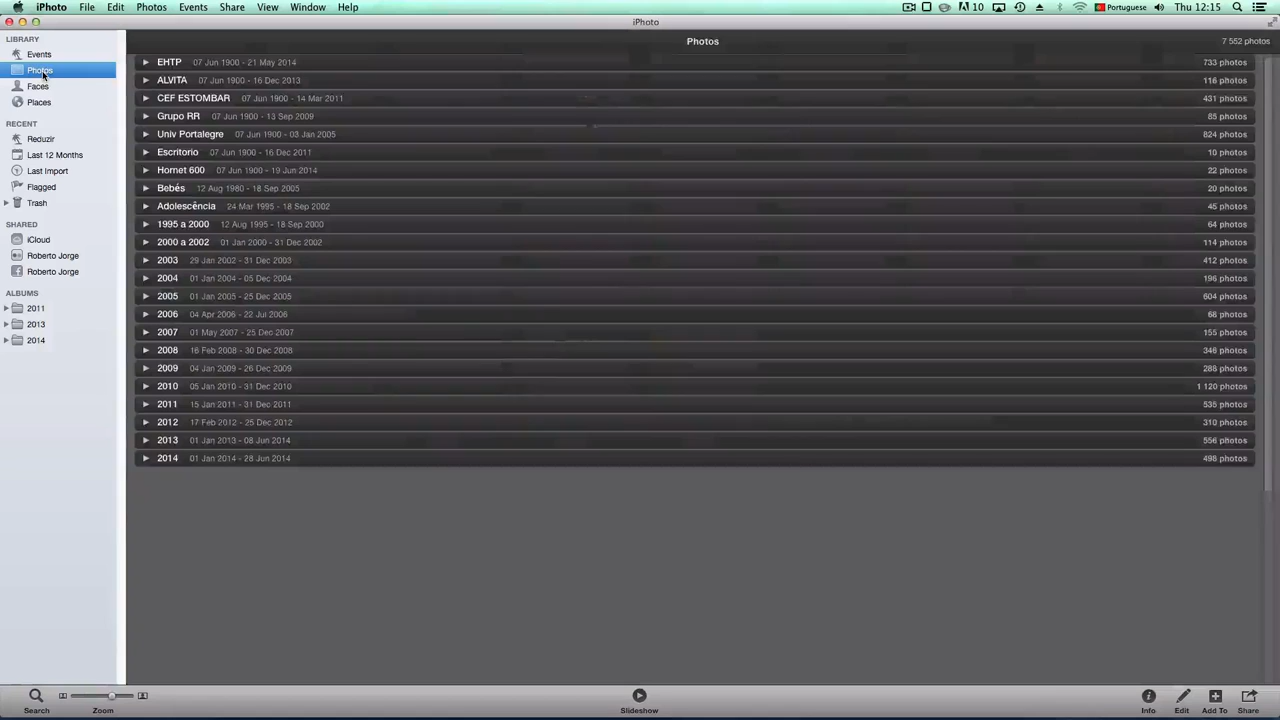 iPhoto File Edit Photos Events Share View Window Help 10 Portuguese Thu 12:15
iPhoto
LIBRARY
Events
Photos
Faces
Places
RECENT
Reduzir
Last 12 Months
Last Import
Flagged
Trash
SHARED
iCloud
Roberto Jorge
Roberto Jorge
ALBUMS
2011
2013
2014
Photos 7 552 photos
EHTP 07 Jun 1900 - 21 May 2014 733 photos
ALVITA 07 Jun 1900 - 16 Dec 2013 116 photos
CEF ESTOMBAR 07 Jun 1900 - 14 Mar 2011 431 photos
Grupo RR 07 Jun 1900 - 13 Sep 2009 85 photos
Univ Portalegre 07 Jun 1900 - 03 Jan 2005 824 photos
Escritorio 07 Jun 1900 - 16 Dec 2011 10 photos
Hornet 600 07 Jun 1900 - 19 Jun 2014 22 photos
Bebés 12 Aug 1980 - 18 Sep 2005 20 photos
Adolescência 24 Mar 1995 - 18 Sep 2002 45 photos
1995 a 2000 12 Aug 1995 - 18 Sep 2000 64 photos
2000 a 2002 01 Jan 2000 - 31 Dec 2002 114 photos
2003 29 Jan 2002 - 31 Dec 2003 412 photos
2004 01 Jan 2004 - 05 Dec 2004 196 photos
2005 01 Jan 2005 - 25 Dec 2005 604 photos
2006 04 Apr 2006 - 22 Jul 2006 68 photos
2007 01 May 2007 - 25 Dec 2007 155 photos
2008 16 Feb 2008 - 30 Dec 2008 346 photos
2009 04 Jan 2009 - 26 Dec 2009 288 photos
2010 05 Jan 2010 - 31 Dec 2010 1 120 photos
2011 15 Jan 2011 - 31 Dec 2011 535 photos
2012 17 Feb 2012 - 25 Dec 2012 310 photos
2013 01 Jan 2013 - 08 Jun 2014 556 photos
2014 01 Jan 2014 - 28 Jun 2014 498 photos
Search Zoom Slideshow Info Edit Add To Share